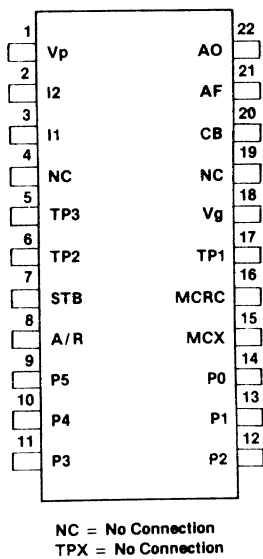 1 22
Vp AO
2 21
I2 AF
3 20
I1 CB
4 19
NC NC
5 18
TP3 Vg
6 17
TP2 TP1
7 16
STB MCRC
8 15
A/R MCX
9 14
P5 P0
10 13
P4 P1
11 12
P3 P2
NC = No Connection
TPX = No Connection